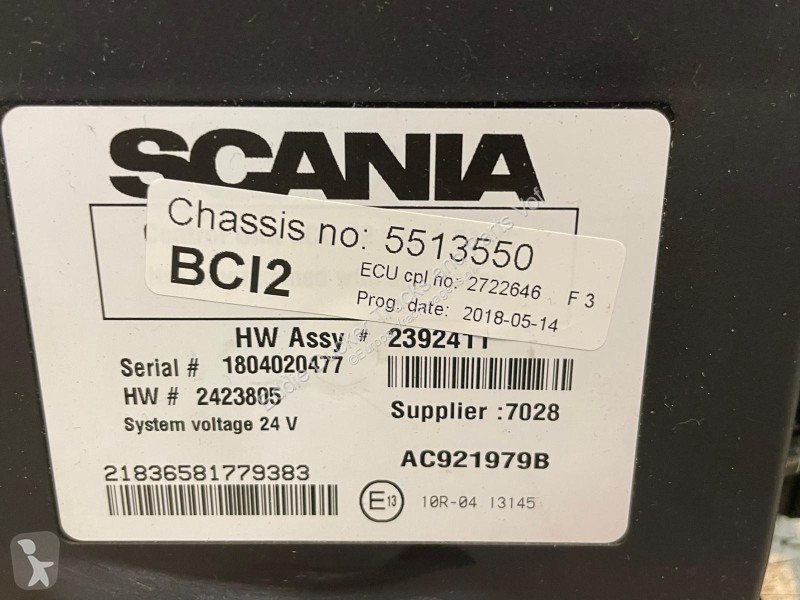 SCANIA
Chassis no: 5513550
BCI2
ECU cpl no: 2722646 F 3
Prog. date: 2018-05-14
HW Assy # 2392411
Serial # 1804020477
HW # 2423805
Supplier :7028
System voltage 24 V
AC921979B
21836581779383
E13
10R-04 13145